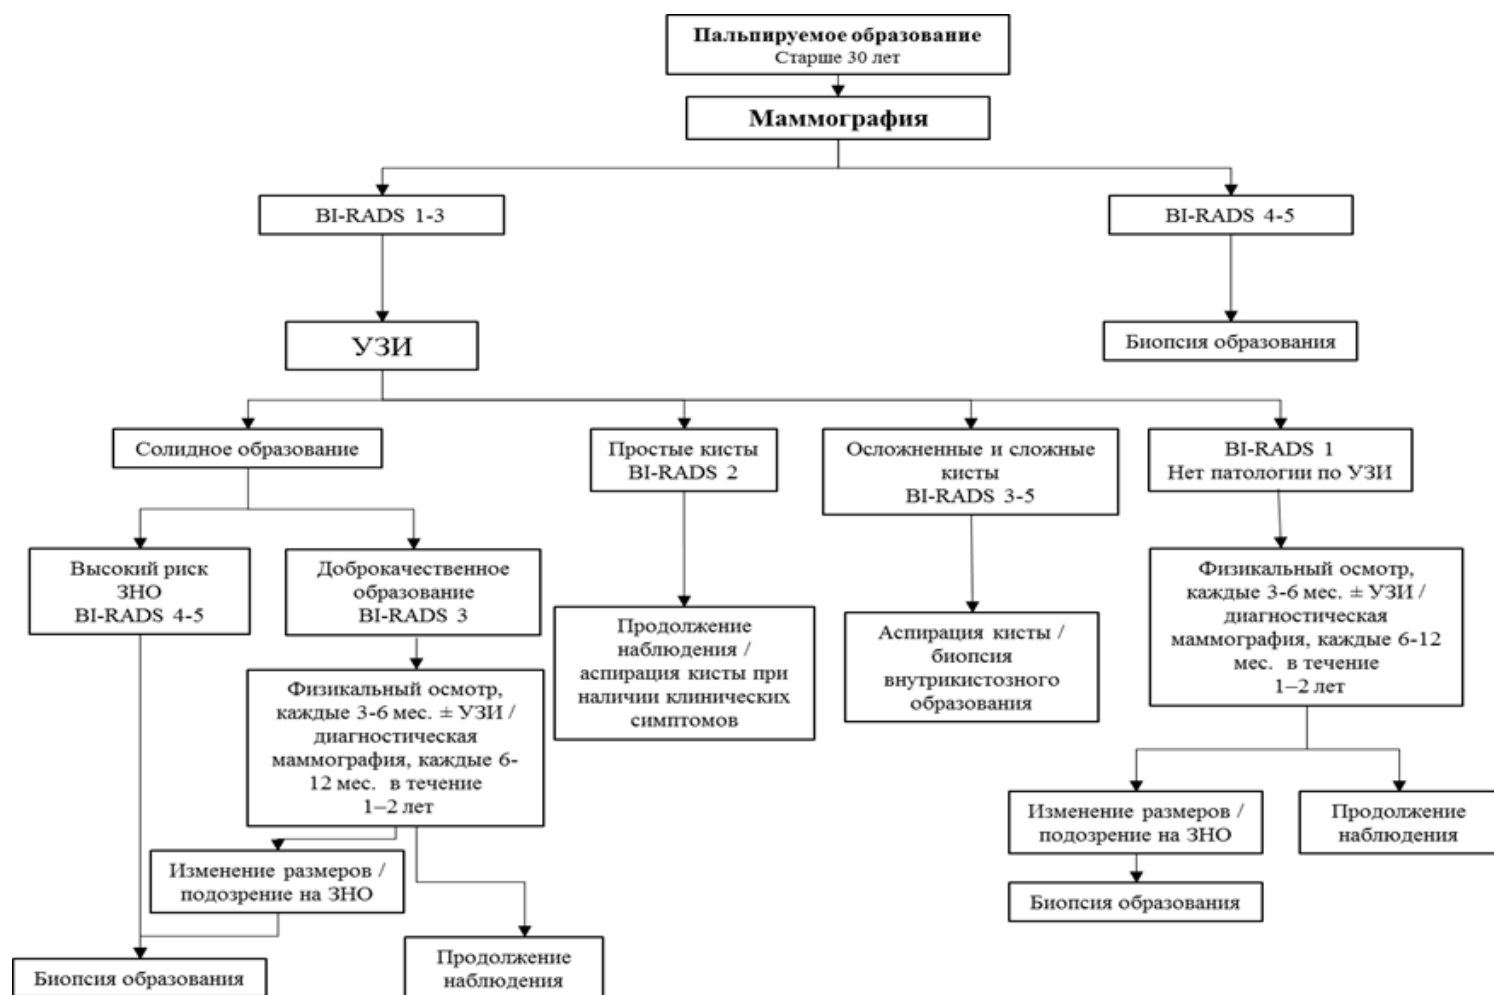 Пальпируемое образование
Старше 30 лет
Маммография
BI-RADS 1-3
BI-RADS 4-5
УЗИ
Биопсия образования
Солидное образование
Простые кисты
BI-RADS 2
Осложненные и сложные
кисты
BI-RADS 3-5
BI-RADS 1
Нет патологии по УЗИ
Высокий риск
ЗНО
BI-RADS 4-5
Доброкачественное
образование
BI-RADS 3
Продолжение
наблюдения /
аспирация кисты при
наличии клинических
симптомов
Аспирация кисты /
биопсия
внутрикистозного
образования
Физикальный осмотр,
каждые 3-6 мес. ± УЗИ /
диагностическая
маммография, каждые 6-12
мес. в течение
1–2 лет
Физикальный осмотр,
каждые 3-6 мес. ± УЗИ /
диагностическая
маммография, каждые 6-
12 мес. в течение
1–2 лет
Изменение размеров /
подозрение на ЗНО
Продолжение
наблюдения
Изменение размеров /
подозрение на ЗНО
Биопсия образования
Биопсия образования
Продолжение
наблюдения